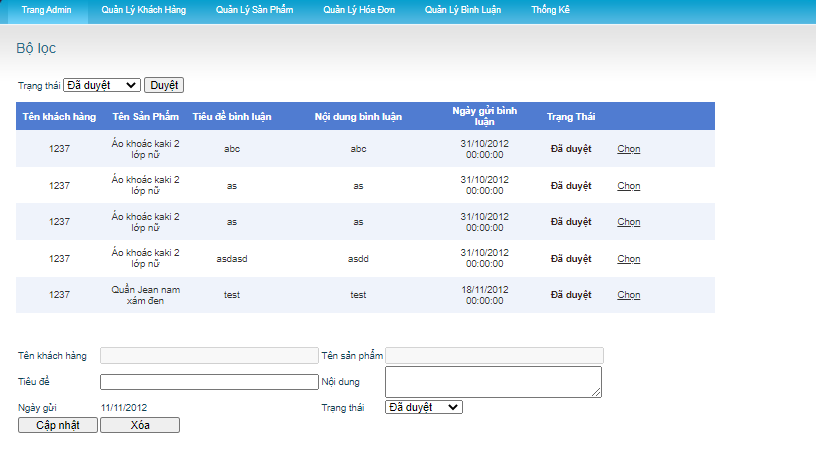 Trang Admin Quản Lý Khách Hàng Quản Lý Sản Phẩm Quản Lý Hóa Đơn Quản Lý Bình Luận Thống Kê
Bộ lọc
Trạng thái Đã duyệt Duyệt
Tên khách hàng Tên Sản Phẩm Tiêu đề bình luận Nội dung bình luận Ngày gửi bình
luận Trạng Thái
1237 Áo khoác kaki 2
lớp nữ abc abc 31/10/2012
00:00:00 Đã duyệt Chọn
1237 Áo khoác kaki 2
lớp nữ as as 31/10/2012
00:00:00 Đã duyệt Chọn
1237 Áo khoác kaki 2
lớp nữ as as 31/10/2012
00:00:00 Đã duyệt Chọn
1237 Áo khoác kaki 2
lớp nữ asdasd asdd 31/10/2012
00:00:00 Đã duyệt Chọn
1237 Quần Jean nam
xám đen test test 18/11/2012
00:00:00 Đã duyệt Chọn
Tên khách hàng Tên sản phẩm
Tiêu đề Nội dung
Ngày gửi 11/11/2012 Trạng thái Đã duyệt
Cập nhật Xóa